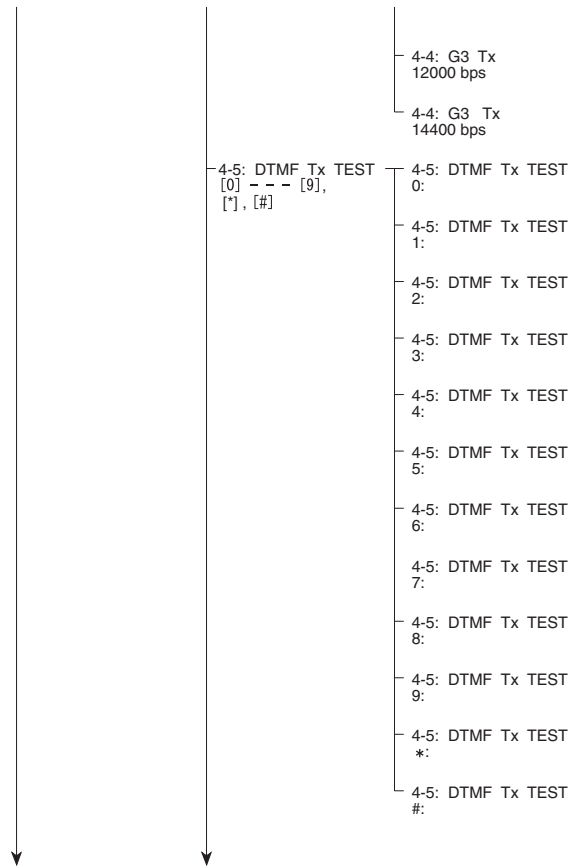 4-4: G3 Tx
12000 bps
4-4: G3 Tx
14400 bps
4-5: DTMF Tx TEST
[0] - - - [9],
[*] , [#]
4-5: DTMF Tx TEST
0:
4-5: DTMF Tx TEST
1:
4-5: DTMF Tx TEST
2:
4-5: DTMF Tx TEST
3:
4-5: DTMF Tx TEST
4:
4-5: DTMF Tx TEST
5:
4-5: DTMF Tx TEST
6:
4-5: DTMF Tx TEST
7:
4-5: DTMF Tx TEST
8:
4-5: DTMF Tx TEST
9:
4-5: DTMF Tx TEST
*:
4-5: DTMF Tx TEST
#: